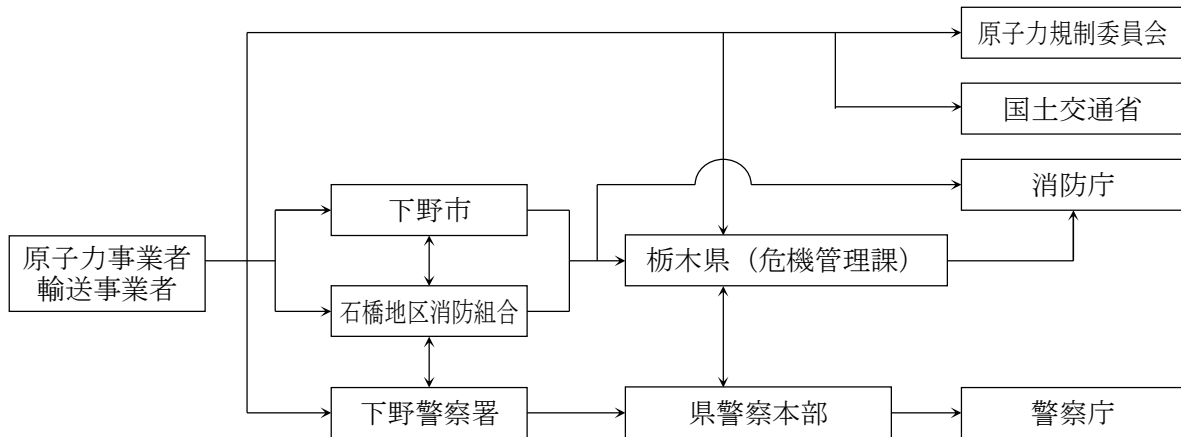 原子力規制委員会
国土交通省
消防庁
下野市
原子力事業者
輸送事業者
栃木県（危機管理課）
石橋地区消防組合
下野警察署
県警察本部
警察庁